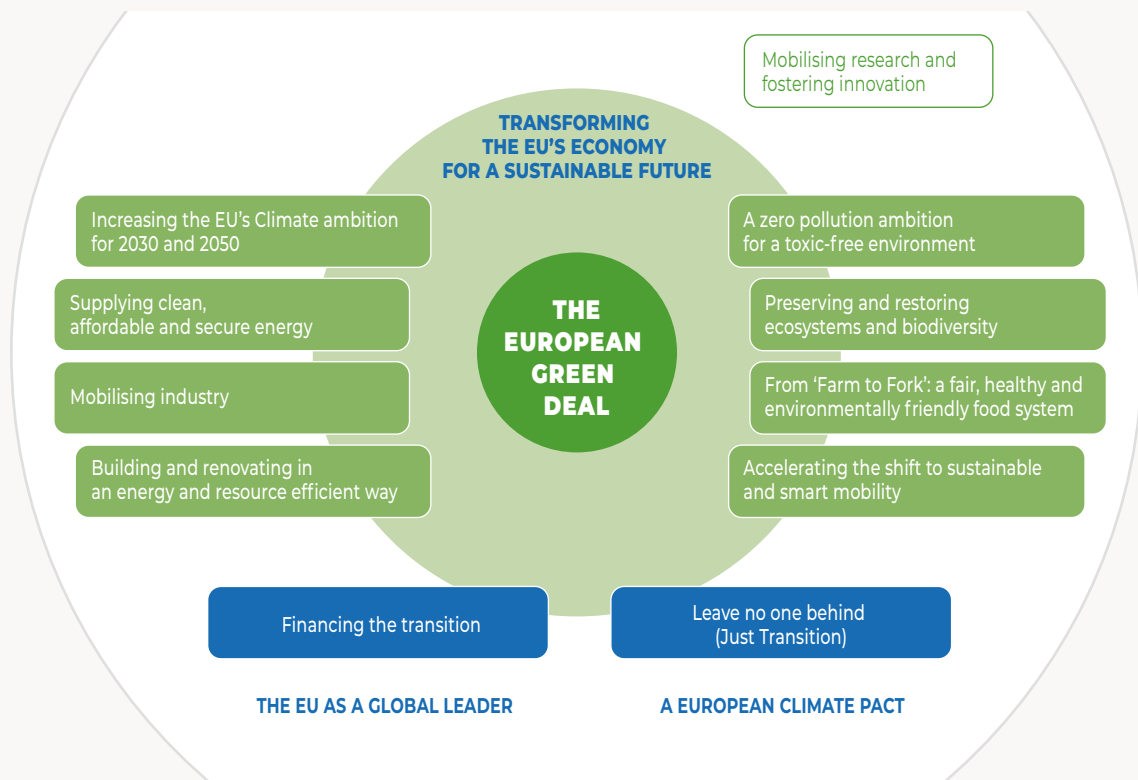 Mobilising research and
fostering innovation
TRANSFORMING
THE EU’S ECONOMY
FOR A SUSTAINABLE FUTURE
Increasing the EU’s Climate ambition
for 2030 and 2050
Supplying clean,
affordable and secure energy
Mobilising industry
Building and renovating in
an energy and resource efficient way
THE
EUROPEAN
GREEN
DEAL
A zero pollution ambition
for a toxic-free environment
Preserving and restoring
ecosystems and biodiversity
From ‘Farm to Fork’: a fair, healthy and
environmentally friendly food system
Accelerating the shift to sustainable
and smart mobility
Financing the transition
Leave no one behind
(Just Transition)
THE EU AS A GLOBAL LEADER
A EUROPEAN CLIMATE PACT